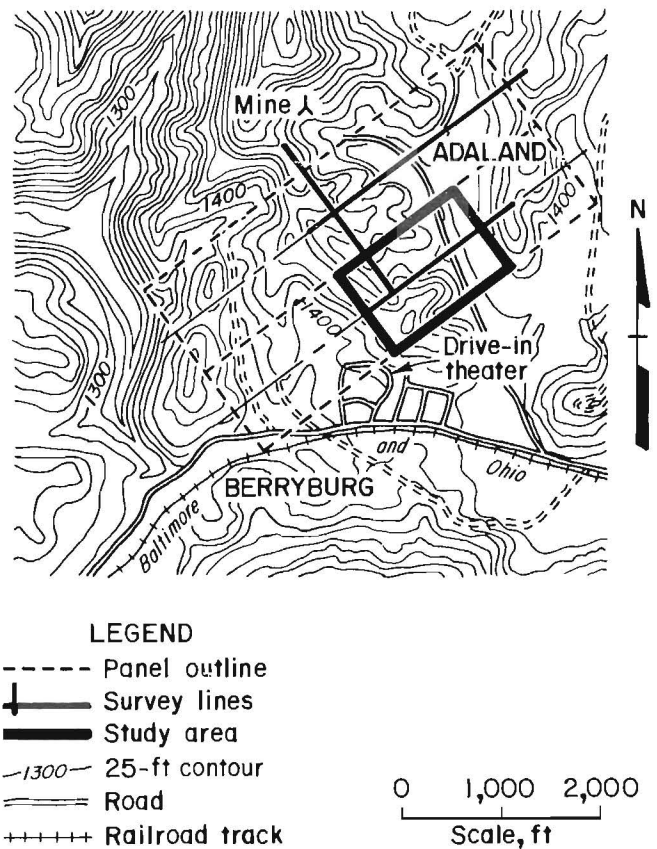 1300
Mine
ADALAND
1400
1400
N
1400
Drive-in
theater
1300
and
Ohio
BERRYBURG
Baltimore
LEGEND
Panel outline
Survey lines
Study area
1300 25-ft contour
Road
Railroad track
0 1,000 2,000
Scale, ft